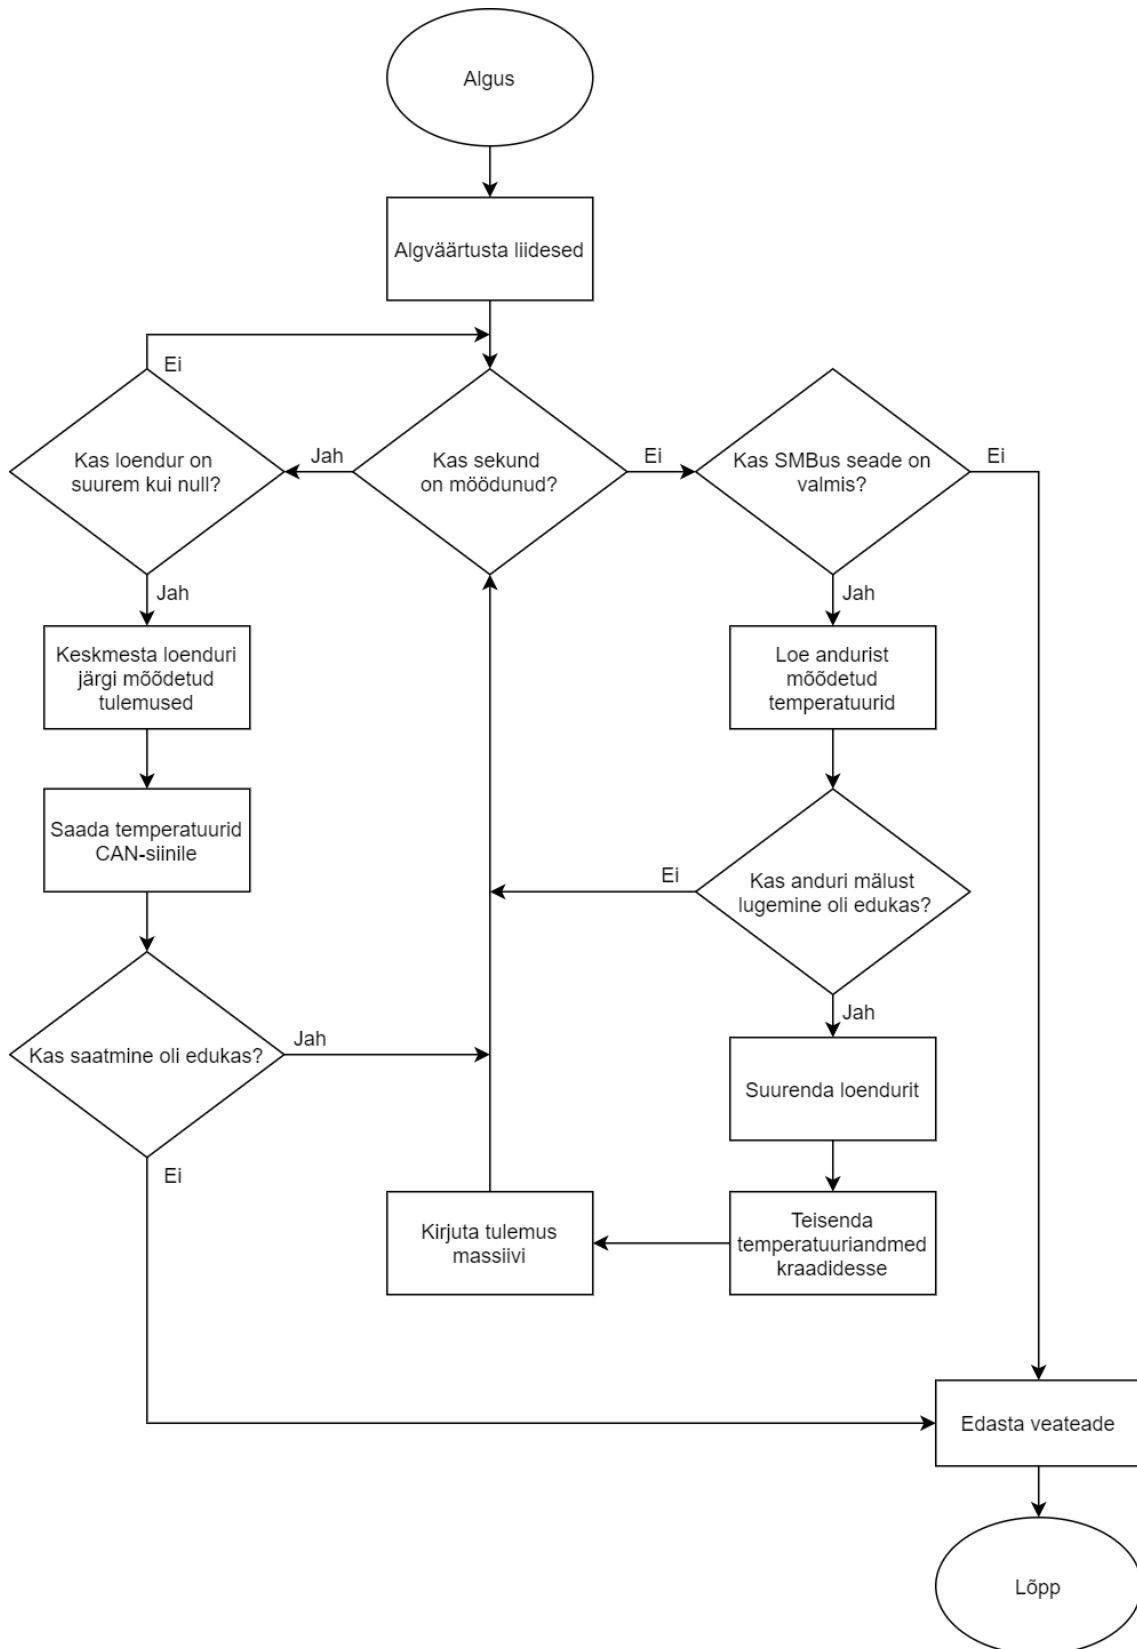 Algus
Algväärtusta liidesed
Ei
Kas loendur on
suurem kui null?
Jah
Kas sekund
on möödunud?
Ei
Kas SMBus seade on
valmis?
Ei
Jah
Keskmesta loenduri
järgi mõõdetud
tulemused
Jah
Loe andurist
mõõdetud
temperatuurid
Saada temperatuurid
CAN-siinile
Ei
Kas anduri mälust
lugemine oli edukas?
Jah
Kas saatmine oli edukas?
Jah
Suurenda loendurit
Ei
Kirjuta tulemus
massiivi
Teisenda
temperatuuriandmed
kraadidesse
Edasta veateade
Lõpp